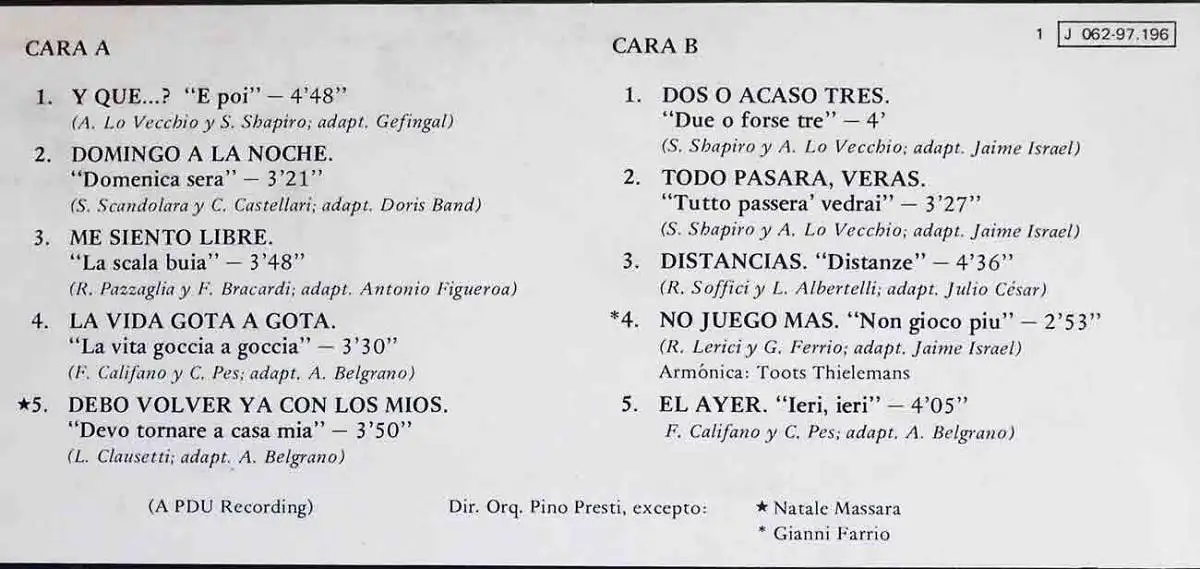 CARA A
1. Y QUE...? “E poi” — 4’48”
(A. Lo Vecchio y S. Shapiro; adapt. Gefingal)
2. DOMINGO A LA NOCHE.
“Domenica sera” — 3’21”
(S. Scandolara y C. Castellari; adapt. Doris Band)
3. ME SIENTO LIBRE.
“La scala buia” — 3’48”
(R. Pazzaglia y F. Bracardi; adapt. Antonio Figueroa)
4. LA VIDA GOTA A GOTA.
“La vita goccia a goccia” — 3’30”
(F. Califano y C. Pes; adapt. A. Belgrano)
★5. DEBO VOLVER YA CON LOS MIOS.
“Devo tornare a casa mia” — 3’50”
(L. Clausetti; adapt. A. Belgrano)
CARA B
1 J 062-97.196
1. DOS O ACASO TRES.
“Due o forse tre” — 4’
(S. Shapiro y A. Lo Vecchio; adapt. Jaime Israel)
2. TODO PASARA, VERAS.
“Tutto passera’ vedrai” — 3’27”
(S. Shapiro y A. Lo Vecchio; adapt. Jaime Israel)
3. DISTANCIAS. “Distanze” — 4’36”
(R. Soffici y L. Albertelli; adapt. Julio César)
*4. NO JUEGO MAS. “Non gioco piu” — 2’53”
(R. Lerici y G. Ferrio; adapt. Jaime Israel)
Armónica: Toots Thielemans
5. EL AYER. “Ieri, ieri” — 4’05”
F. Califano y C. Pes; adapt. A. Belgrano)
(A PDU Recording)
Dir. Orq. Pino Presti, excepto: ★ Natale Massara
* Gianni Farrio